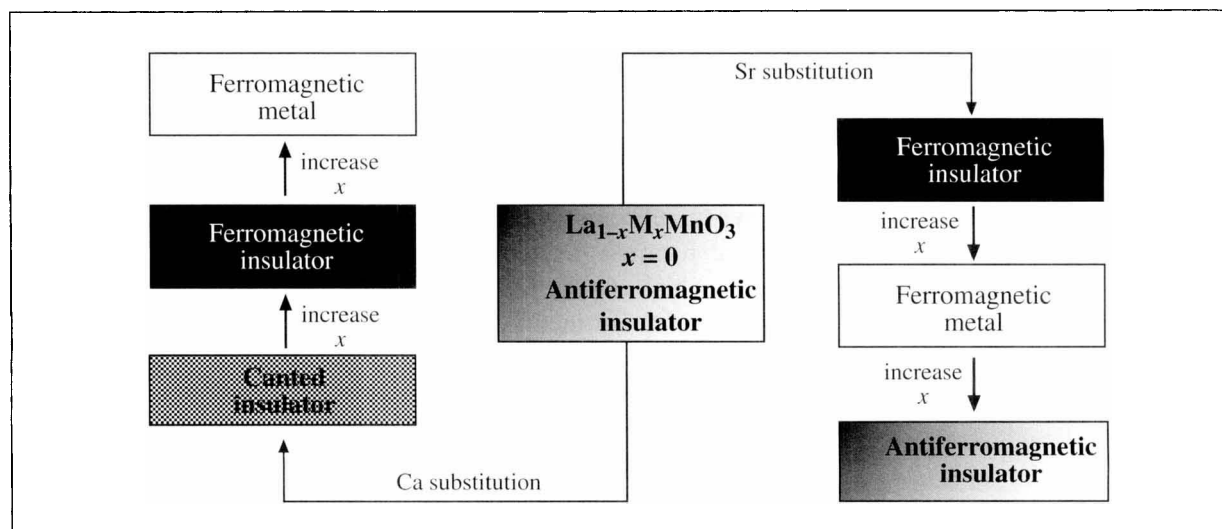 Ferromagnetic
metal
increase
x
Ferromagnetic
insulator
increase
x
Canted
insulator
Ca substitution
La₁₋ₓMₓMnO₃
x = 0
Antiferromagnetic
insulator
Sr substitution
Ferromagnetic
insulator
increase
x
Ferromagnetic
metal
increase
x
Antiferromagnetic
insulator